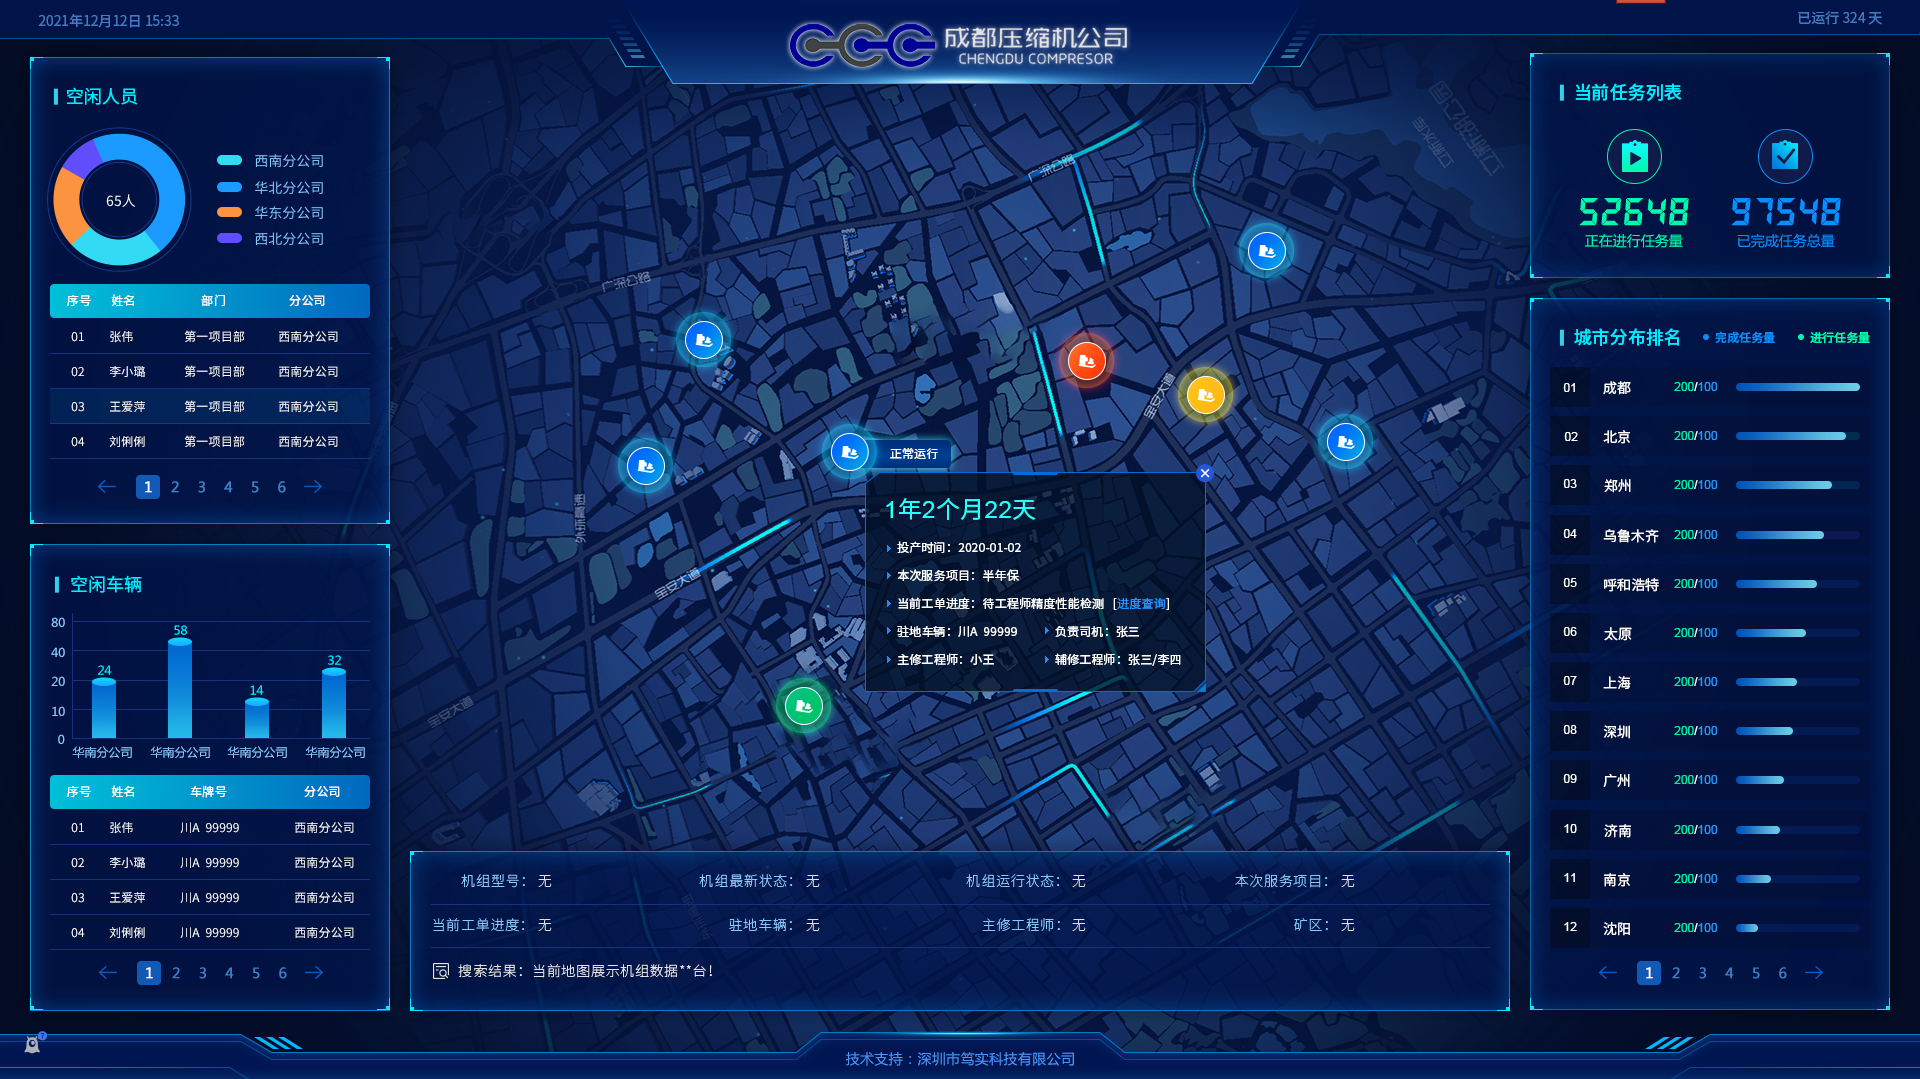 2021年12月12日 15:33
成都压缩机公司
CHENGDU COMPRESOR
已运行 324 天
空闲人员
65人
西南分公司
华北分公司
华东分公司
西北分公司
序号 姓名 部门 分公司
01 张伟 第一项目部 西南分公司
02 李小璐 第一项目部 西南分公司
03 王爱萍 第一项目部 西南分公司
04 刘俐俐 第一项目部 西南分公司
1 2 3 4 5 6
空闲车辆
80
40
20
10
0
24
58
14
32
华南分公司 华南分公司 华南分公司 华南分公司
序号 姓名 车牌号 分公司
01 张伟 川A 99999 西南分公司
02 李小璐 川A 99999 西南分公司
03 王爱萍 川A 99999 西南分公司
04 刘俐俐 川A 99999 西南分公司
1 2 3 4 5 6
广深公路
广深公路
宝安大道
外环高速
宝安大道
宝安大道
正常运行
1年2个月22天
投产时间：2020-01-02
本次服务项目：半年保
当前工单进度：待工程师精度性能检测 [进度查询]
驻地车辆：川A 99999 负责司机：张三
主修工程师：小王 辅修工程师：张三/李四
机组型号：无 机组最新状态：无 机组运行状态：无 本次服务项目：无
当前工单进度：无 驻地车辆：无 主修工程师：无 矿区：无
搜索结果：当前地图展示机组数据**台！
当前任务列表
52648
正在进行任务量
97548
已完成任务总量
城市分布排名 完成任务量 进行任务量
01 成都 200/100
02 北京 200/100
03 郑州 200/100
04 乌鲁木齐 200/100
05 呼和浩特 200/100
06 太原 200/100
07 上海 200/100
08 深圳 200/100
09 广州 200/100
10 济南 200/100
11 南京 200/100
12 沈阳 200/100
1 2 3 4 5 6
技术支持：深圳市笃实科技有限公司